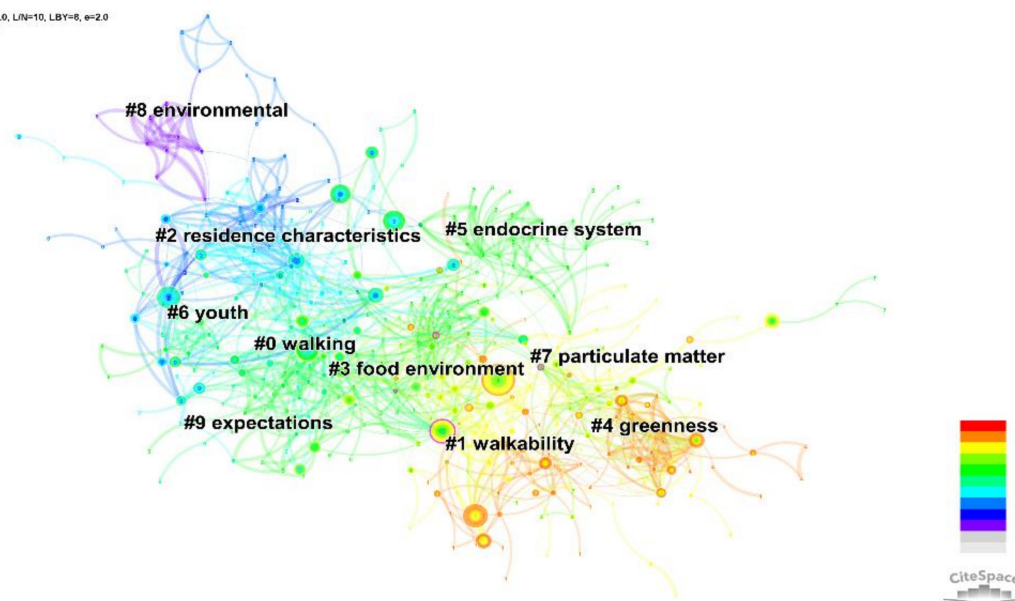 .0, L/N=10, LBY=8, e=2.0
#8 environmental
#2 residence characteristics
#5 endocrine system
#6 youth
#0 walking
#7 particulate matter
#3 food environment
#9 expectations
#4 greenness
#1 walkability
CiteSpace